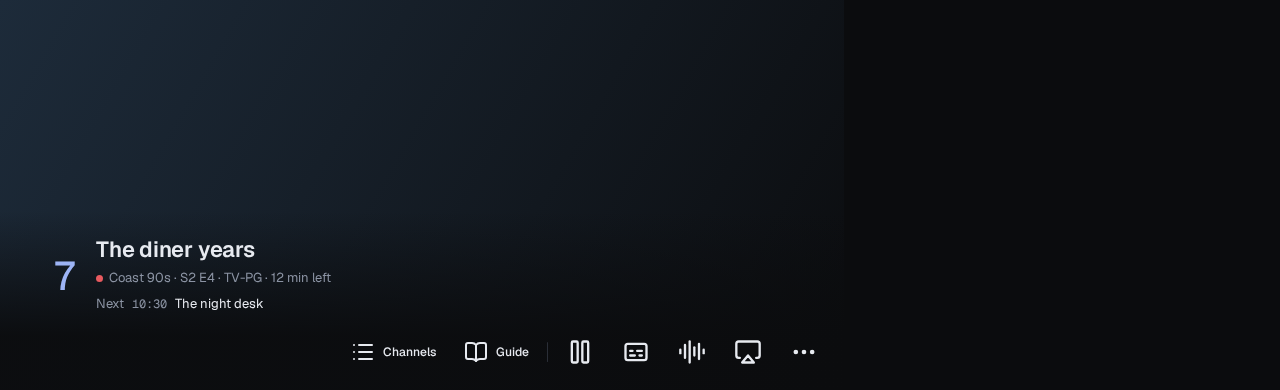 7
The diner years
Coast 90s · S2 E4 · TV-PG · 12 min left
Next 10:30 The night desk
Channels Guide